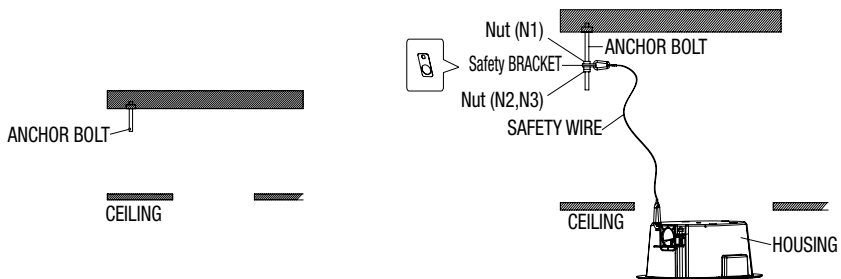 ANCHOR BOLT
CEILING
Nut (N1)
ANCHOR BOLT
Safety BRACKET
Nut (N2,N3)
SAFETY WIRE
CEILING
HOUSING